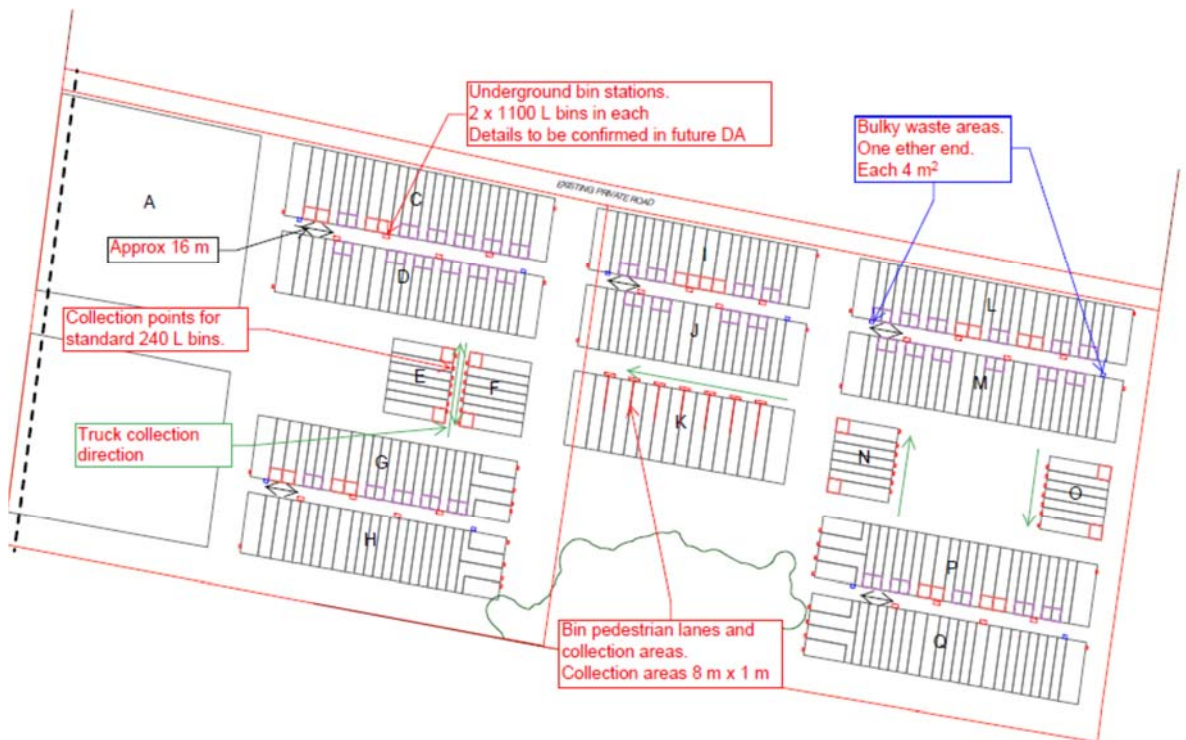 Underground bin stations.
2 x 1100 L bins in each
Details to be confirmed in future DA
Bulky waste areas.
One ether end.
Each 4 m²
EXISTING PRIVATE ROAD
A
C
Approx 16 m
I
D
L
Collection points for
standard 240 L bins.
J
E
F
M
K
Truck collection
direction
G
N
O
H
P
Bin pedestrian lanes and
collection areas.
Collection areas 8 m x 1 m
Q